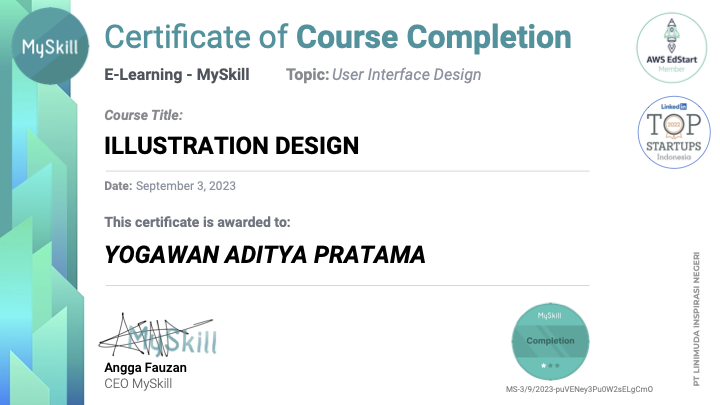 MySkill
Certificate of Course Completion
AWS EdStart
Member
E-Learning - MySkill Topic: User Interface Design
LinkedIn
TOP
2022
STARTUPS
Indonesia
Course Title:
ILLUSTRATION DESIGN
Date: September 3, 2023
This certificate is awarded to:
YOGAWAN ADITYA PRATAMA
PT LINIMUDA INSPIRASI NEGERI
MySkill
Angga Fauzan
CEO MySkill
MySkill
Completion
MS-3/9/2023-puVENey3Pu0W2sELgCmO